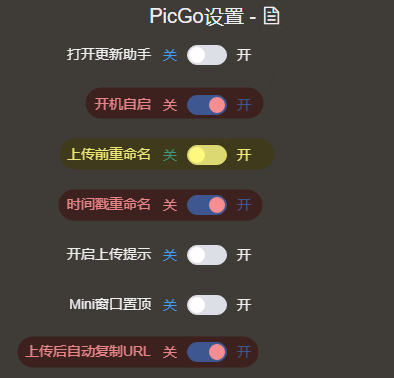 PicGo设置 -
打开更新助手 关 开
开机自启 关 开
上传前重命名 关 开
时间戳重命名 关 开
开启上传提示 关 开
Mini窗口置顶 关 开
上传后自动复制URL 关 开